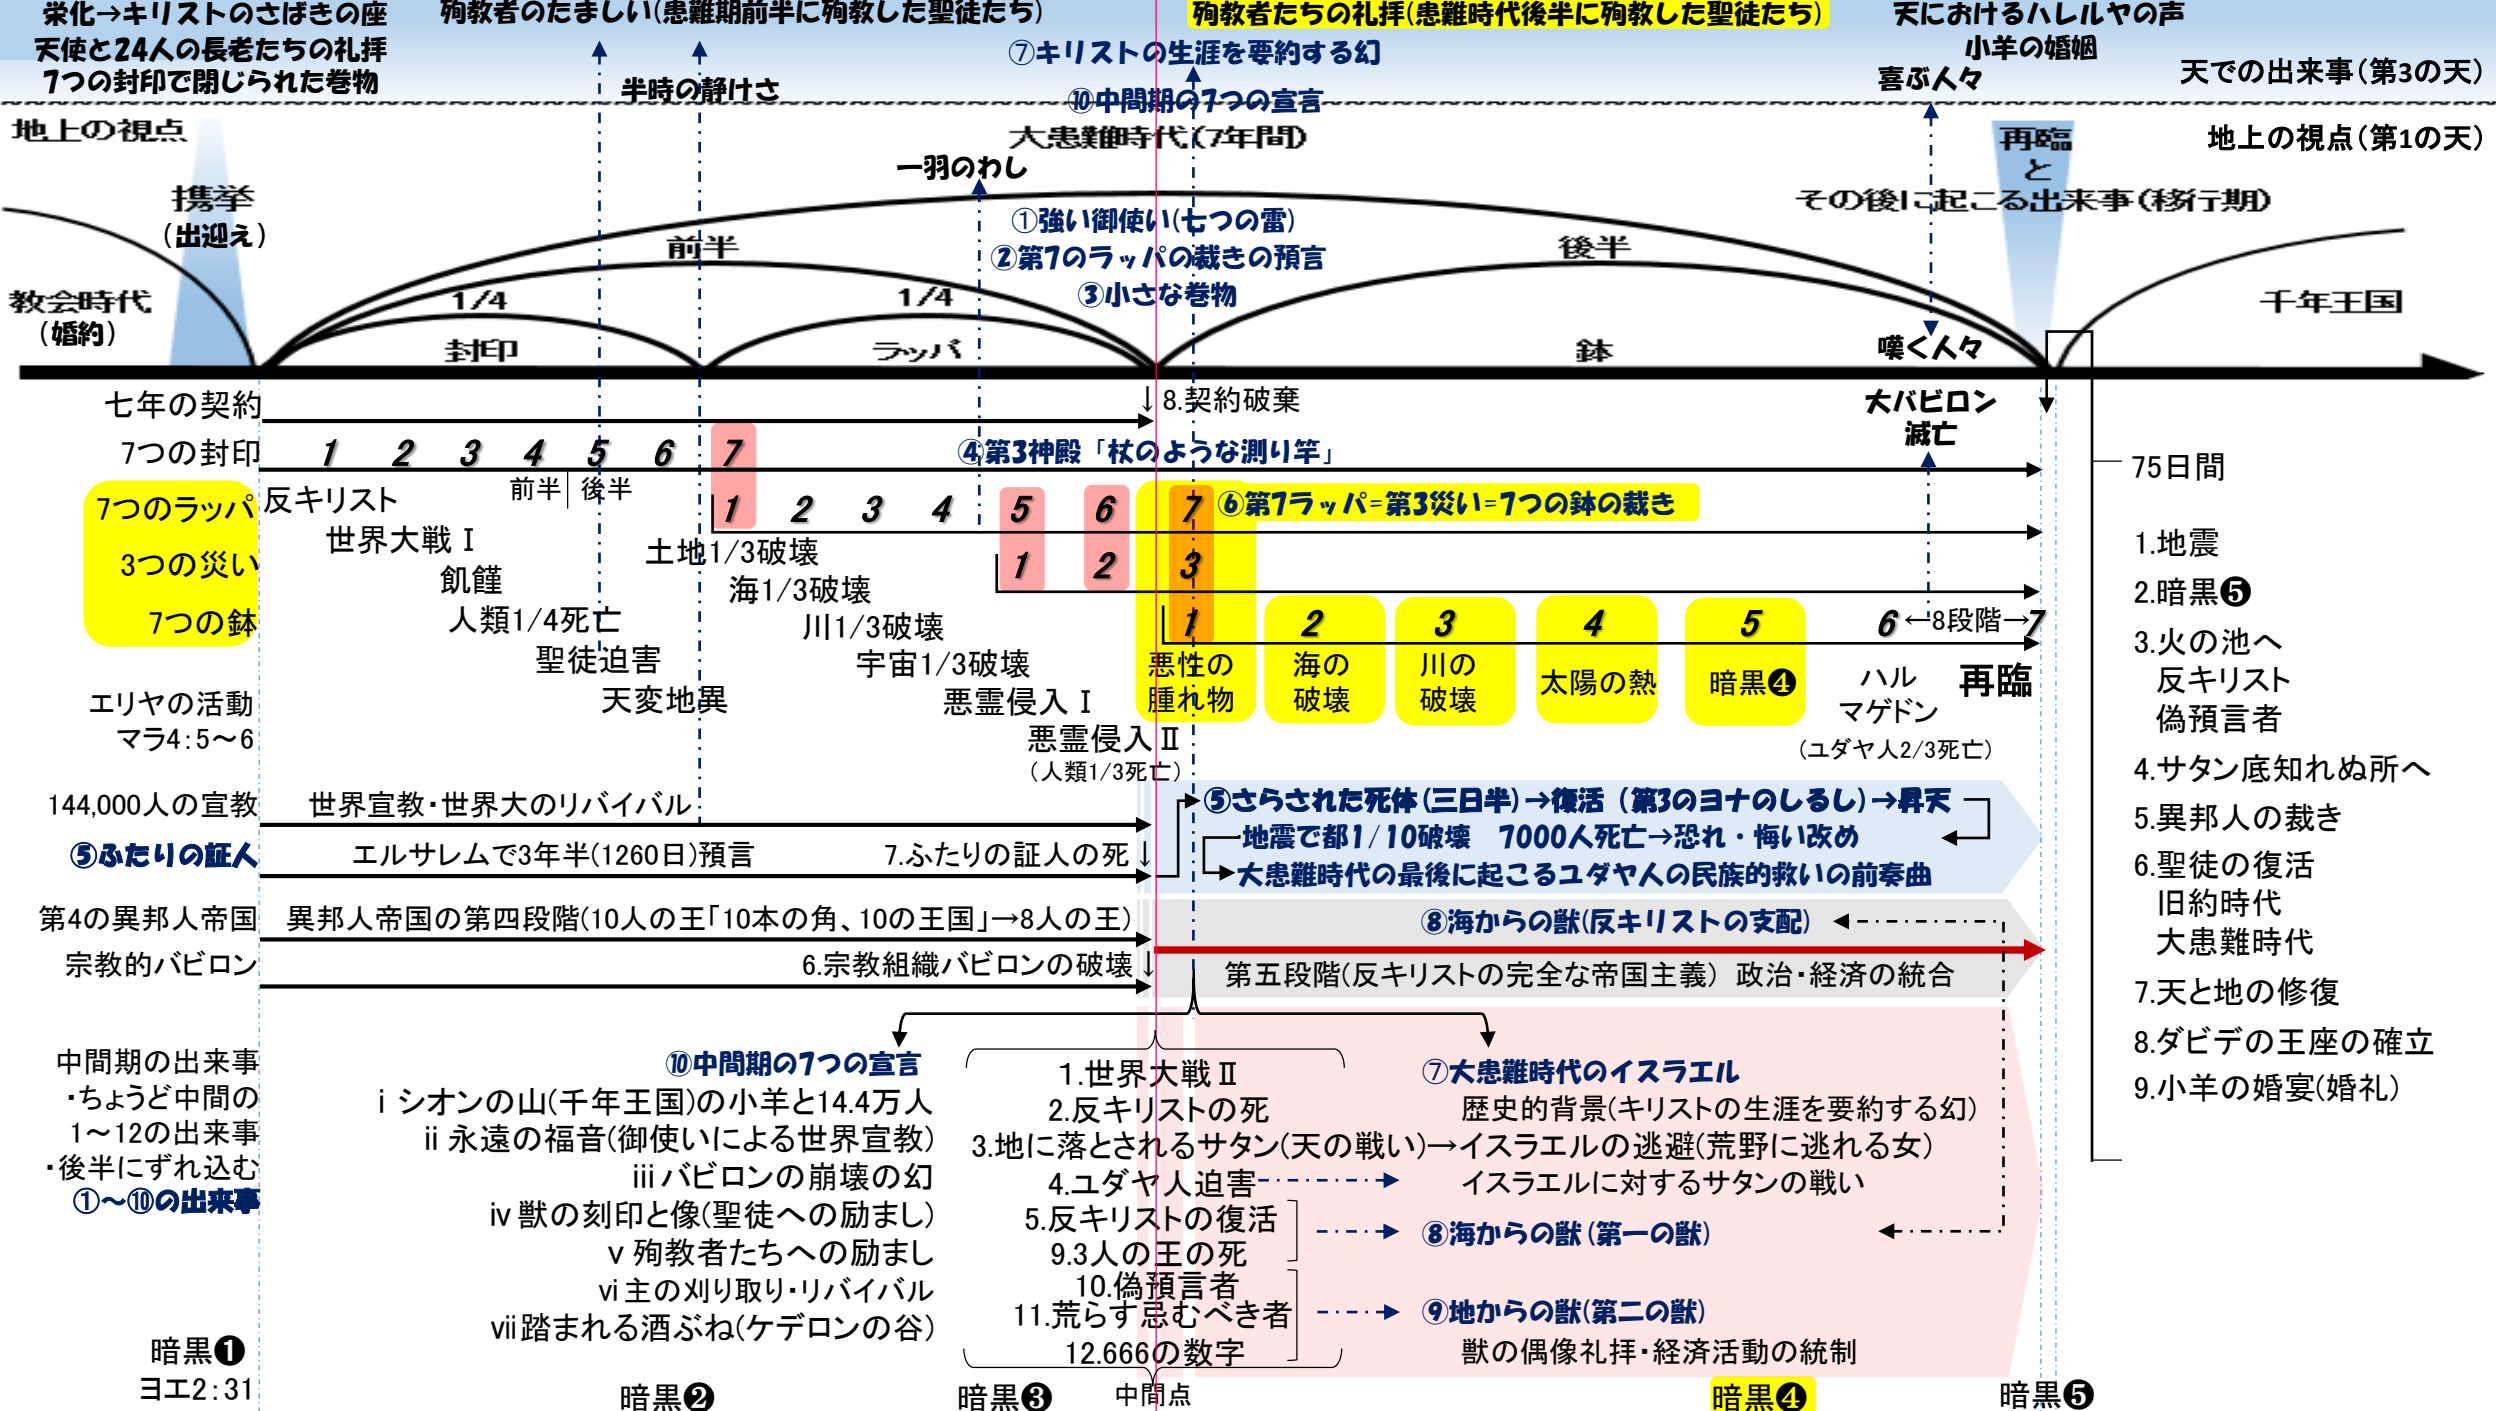 栄化→キリストのさばきの座
天使と24人の長老たちの礼拝
7つの封印で閉じられた巻物
殉教者のたましい(患難期前半に殉教した聖徒たち)
半時の静けさ
殉教者たちの礼拝(患難時代後半に殉教した聖徒たち)
⑦キリストの生涯を要約する幻
⑩中間期の7つの宣言
天におけるハレルヤの声
小羊の婚姻
喜ぶ人々
天での出来事(第3の天)
地上の視点
大患難時代(7年間)
再臨
と
その後に起こる出来事(移行期)
地上の視点(第1の天)
携挙
(出迎え)
一羽のわし
①強い御使い(七つの雷)
②第7のラッパの裁きの預言
③小さな巻物
前半
後半
教会時代
(婚約)
1/4
1/4
千年王国
封印
ラッパ
鉢
嘆く人々
七年の契約
↓8.契約破棄
大バビロン
滅亡
7つの封印
1 2 3 4 5 6 7
④第3神殿「杖のような測り竿」
前半 後半
75日間
7つのラッパ
1 2 3 4 5 6 7
⑥第7ラッパ=第3災い=7つの鉢の裁き
反キリスト
世界大戦Ⅰ
飢饉
人類1/4死亡
聖徒迫害
天変地異
3つの災い
1 2 3
土地1/3破壊
海1/3破壊
川1/3破壊
宇宙1/3破壊
悪霊侵入Ⅰ
悪霊侵入Ⅱ
(人類1/3死亡)
7つの鉢
1 2 3 4 5 6 ←8段階→7
悪性の
腫れ物
海の
破壊
川の
破壊
太陽の熱
暗黒❹
ハル
マゲドン
(ユダヤ人2/3死亡)
再臨
エリヤの活動
マラ4:5～6
144,000人の宣教
世界宣教・世界大のリバイバル
⑤さらされた死体(三日半)→復活(第3のヨナのしるし)→昇天
地震で都1/10破壊 7000人死亡→恐れ・悔い改め
大患難時代の最後に起こるユダヤ人の民族的救いの前奏曲
⑤ふたりの証人
エルサレムで3年半(1260日)預言
7.ふたりの証人の死↓
第4の異邦人帝国
異邦人帝国の第四段階(10人の王「10本の角、10の王国」→8人の王)
⑧海からの獣(反キリストの支配)
宗教的バビロン
6.宗教組織バビロンの破壊↓
第五段階(反キリストの完全な帝国主義) 政治・経済の統合
1.地震
2.暗黒❺
3.火の池へ
反キリスト
偽預言者
4.サタン底知れぬ所へ
5.異邦人の裁き
6.聖徒の復活
旧約時代
大患難時代
7.天と地の修復
8.ダビデの王座の確立
9.小羊の婚宴(婚礼)
中間期の出来事
・ちょうど中間の
1～12の出来事
・後半にずれ込む
①～⑩の出来事
⑩中間期の7つの宣言
ⅰ シオンの山(千年王国)の小羊と14.4万人
ⅱ 永遠の福音(御使いによる世界宣教)
ⅲ バビロンの崩壊の幻
ⅳ 獣の刻印と像(聖徒への励まし)
ⅴ 殉教者たちへの励まし
ⅵ 主の刈り取り・リバイバル
ⅶ 踏まれる酒ぶね(ケデロンの谷)
1.世界大戦Ⅱ
2.反キリストの死
3.地に落とされるサタン(天の戦い)→イスラエルの逃避(荒野に逃れる女)
4.ユダヤ人迫害
5.反キリストの復活
9.3人の王の死
10.偽預言者
11.荒らす忌むべき者
12.666の数字
⑦大患難時代のイスラエル
歴史的背景(キリストの生涯を要約する幻)
イスラエルに対するサタンの戦い
⑧海からの獣(第一の獣)
⑨地からの獣(第二の獣)
獣の偶像礼拝・経済活動の統制
暗黒❶
ヨエ2:31
暗黒❷
暗黒❸
中間点
暗黒❹
暗黒❺